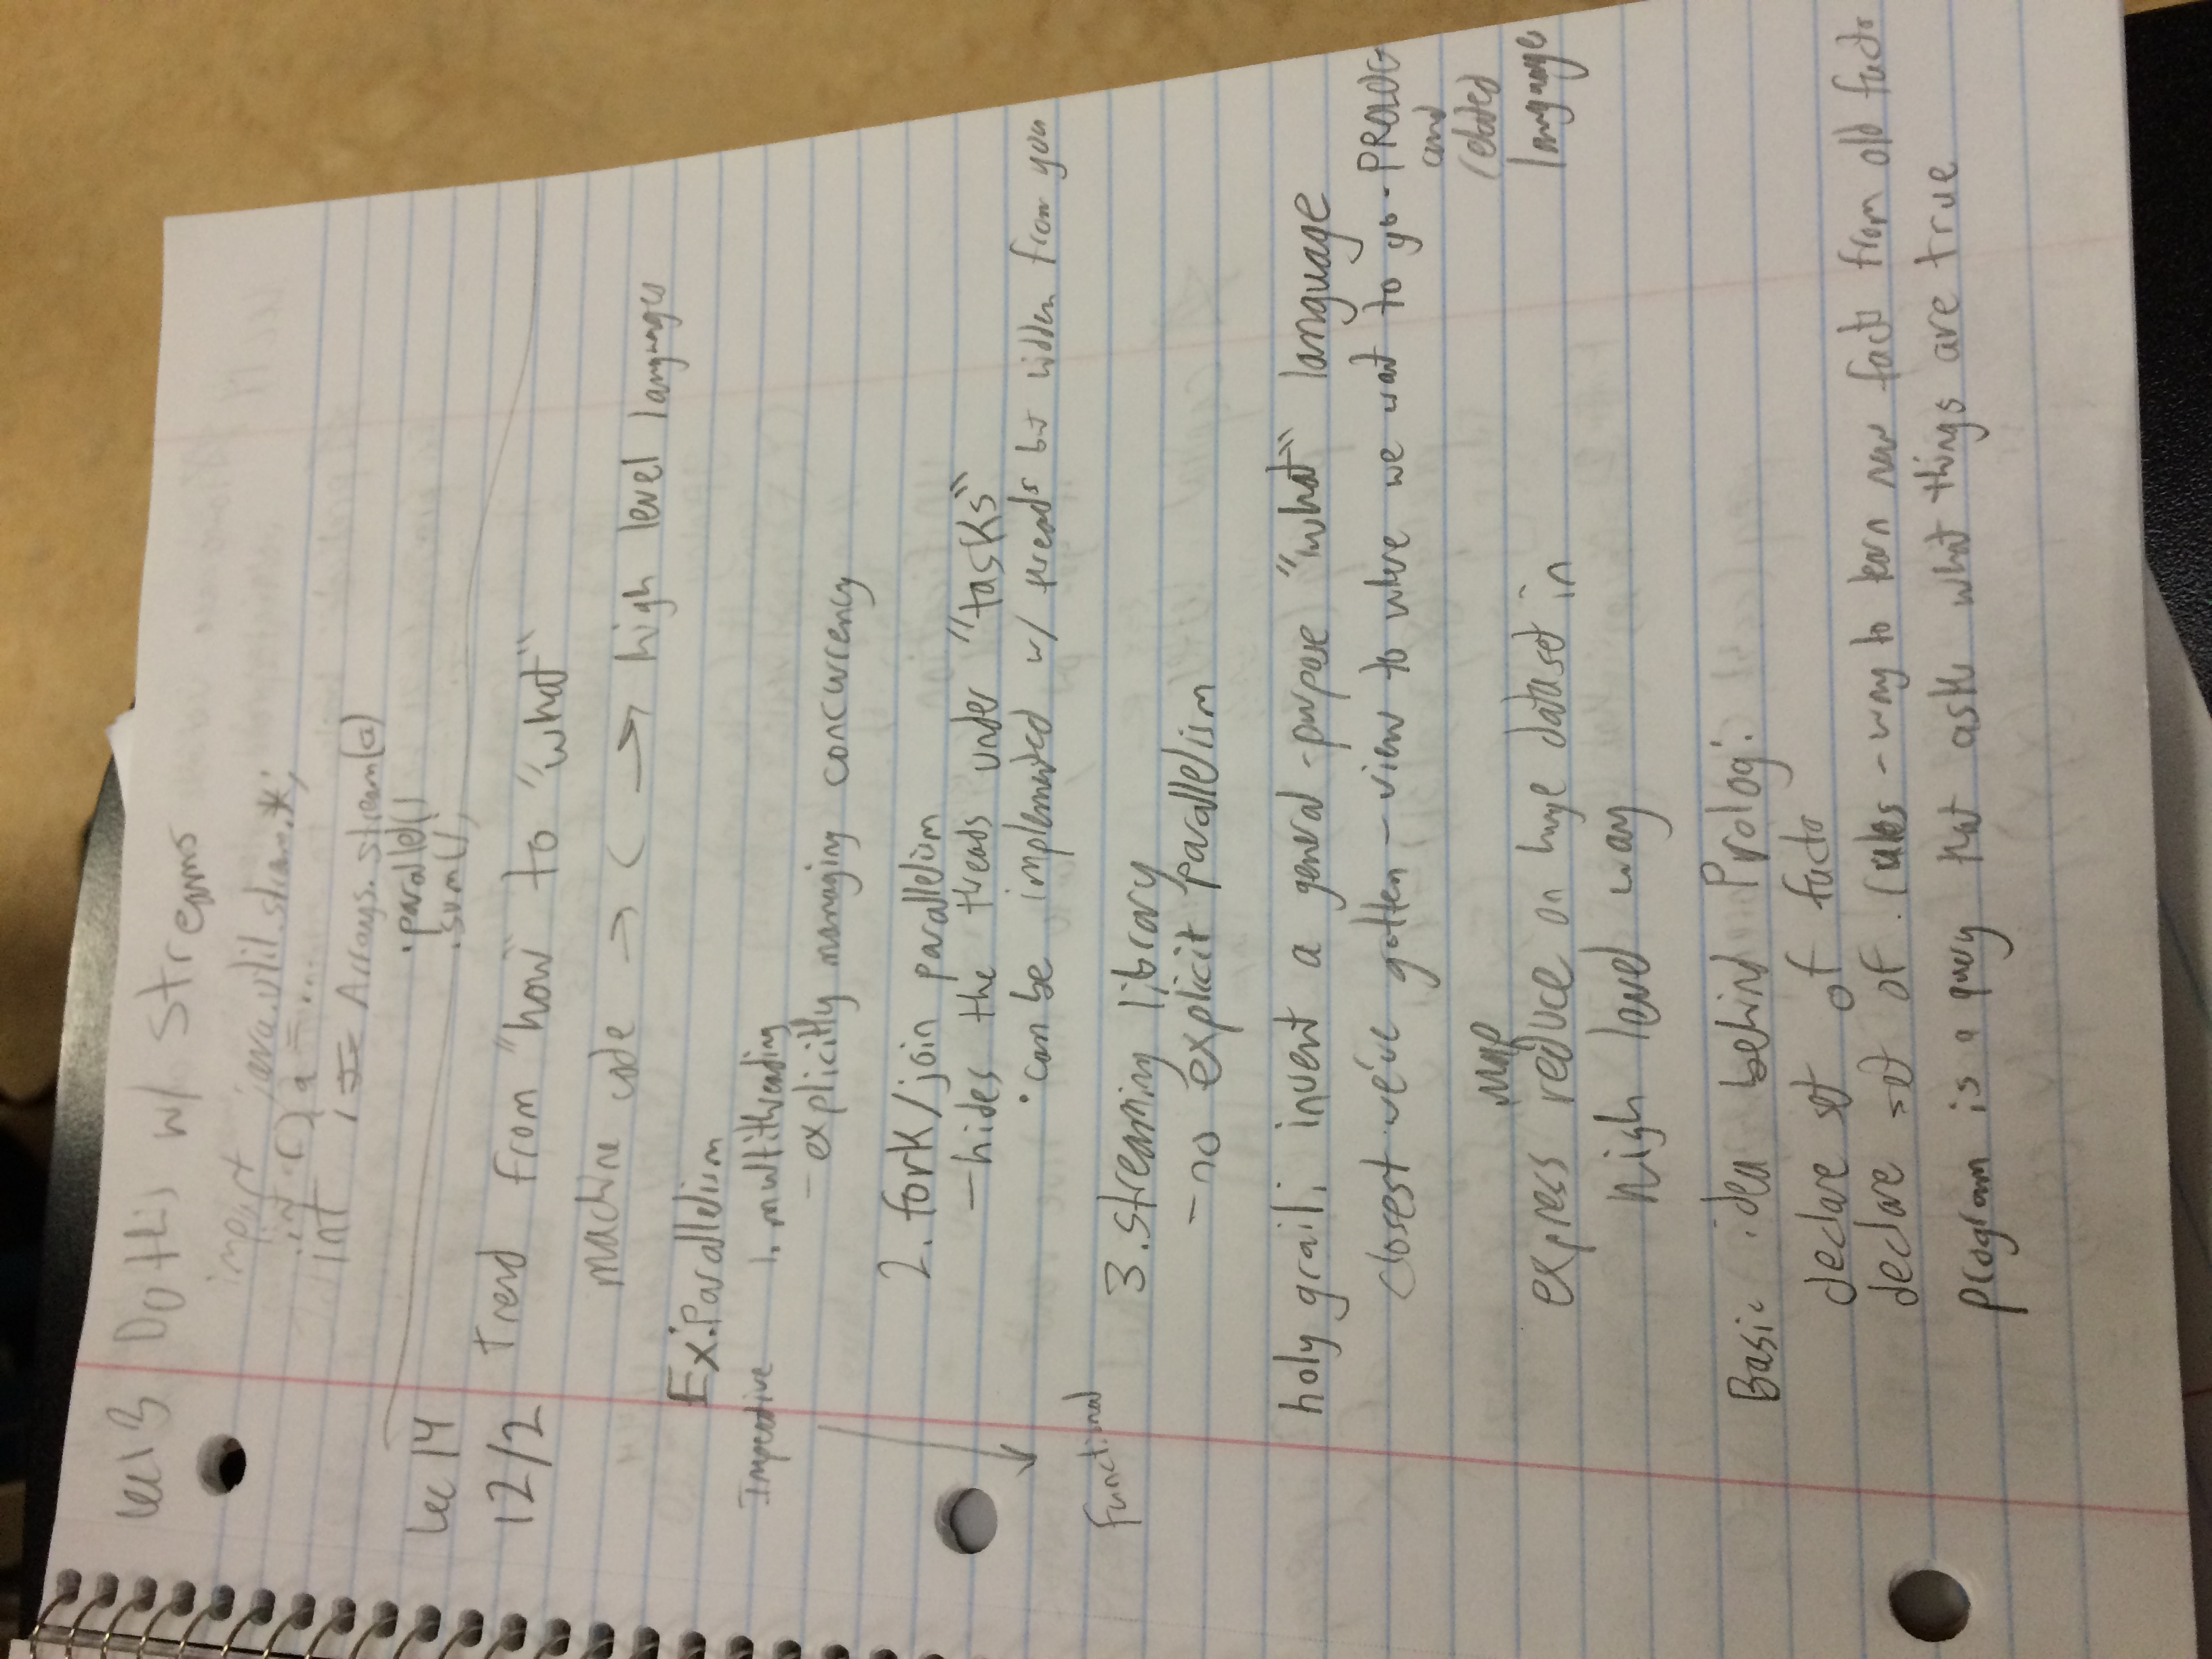 Lec 13 Do this w/ Streams
import java.util.stream.*;
int [] a = .....
int i = Arrays.stream(a)
.parallel()
.sum();
Lec 14
12/2 Trend from "how" to "what"
machine code → C → high level languages
Ex: Parallelism
Imperative 1. multithreading
- explicitly managing concurrency
2. fork/join parallelism
- hides the threads under "tasks"
• can be implemented w/ threads but hidden from you
Functional
3. streaming library
- no explicit parallelism
holy grail: invent a general-purpose "what" language
closest we've gotten - view to where we want to go - PROLOG
and
related
language
map
express reduce on huge dataset in
high level way
Basic idea behind Prolog:
declare set of facts
declare set of rules - way to learn new facts from old facts
program is a query that asks what things are true